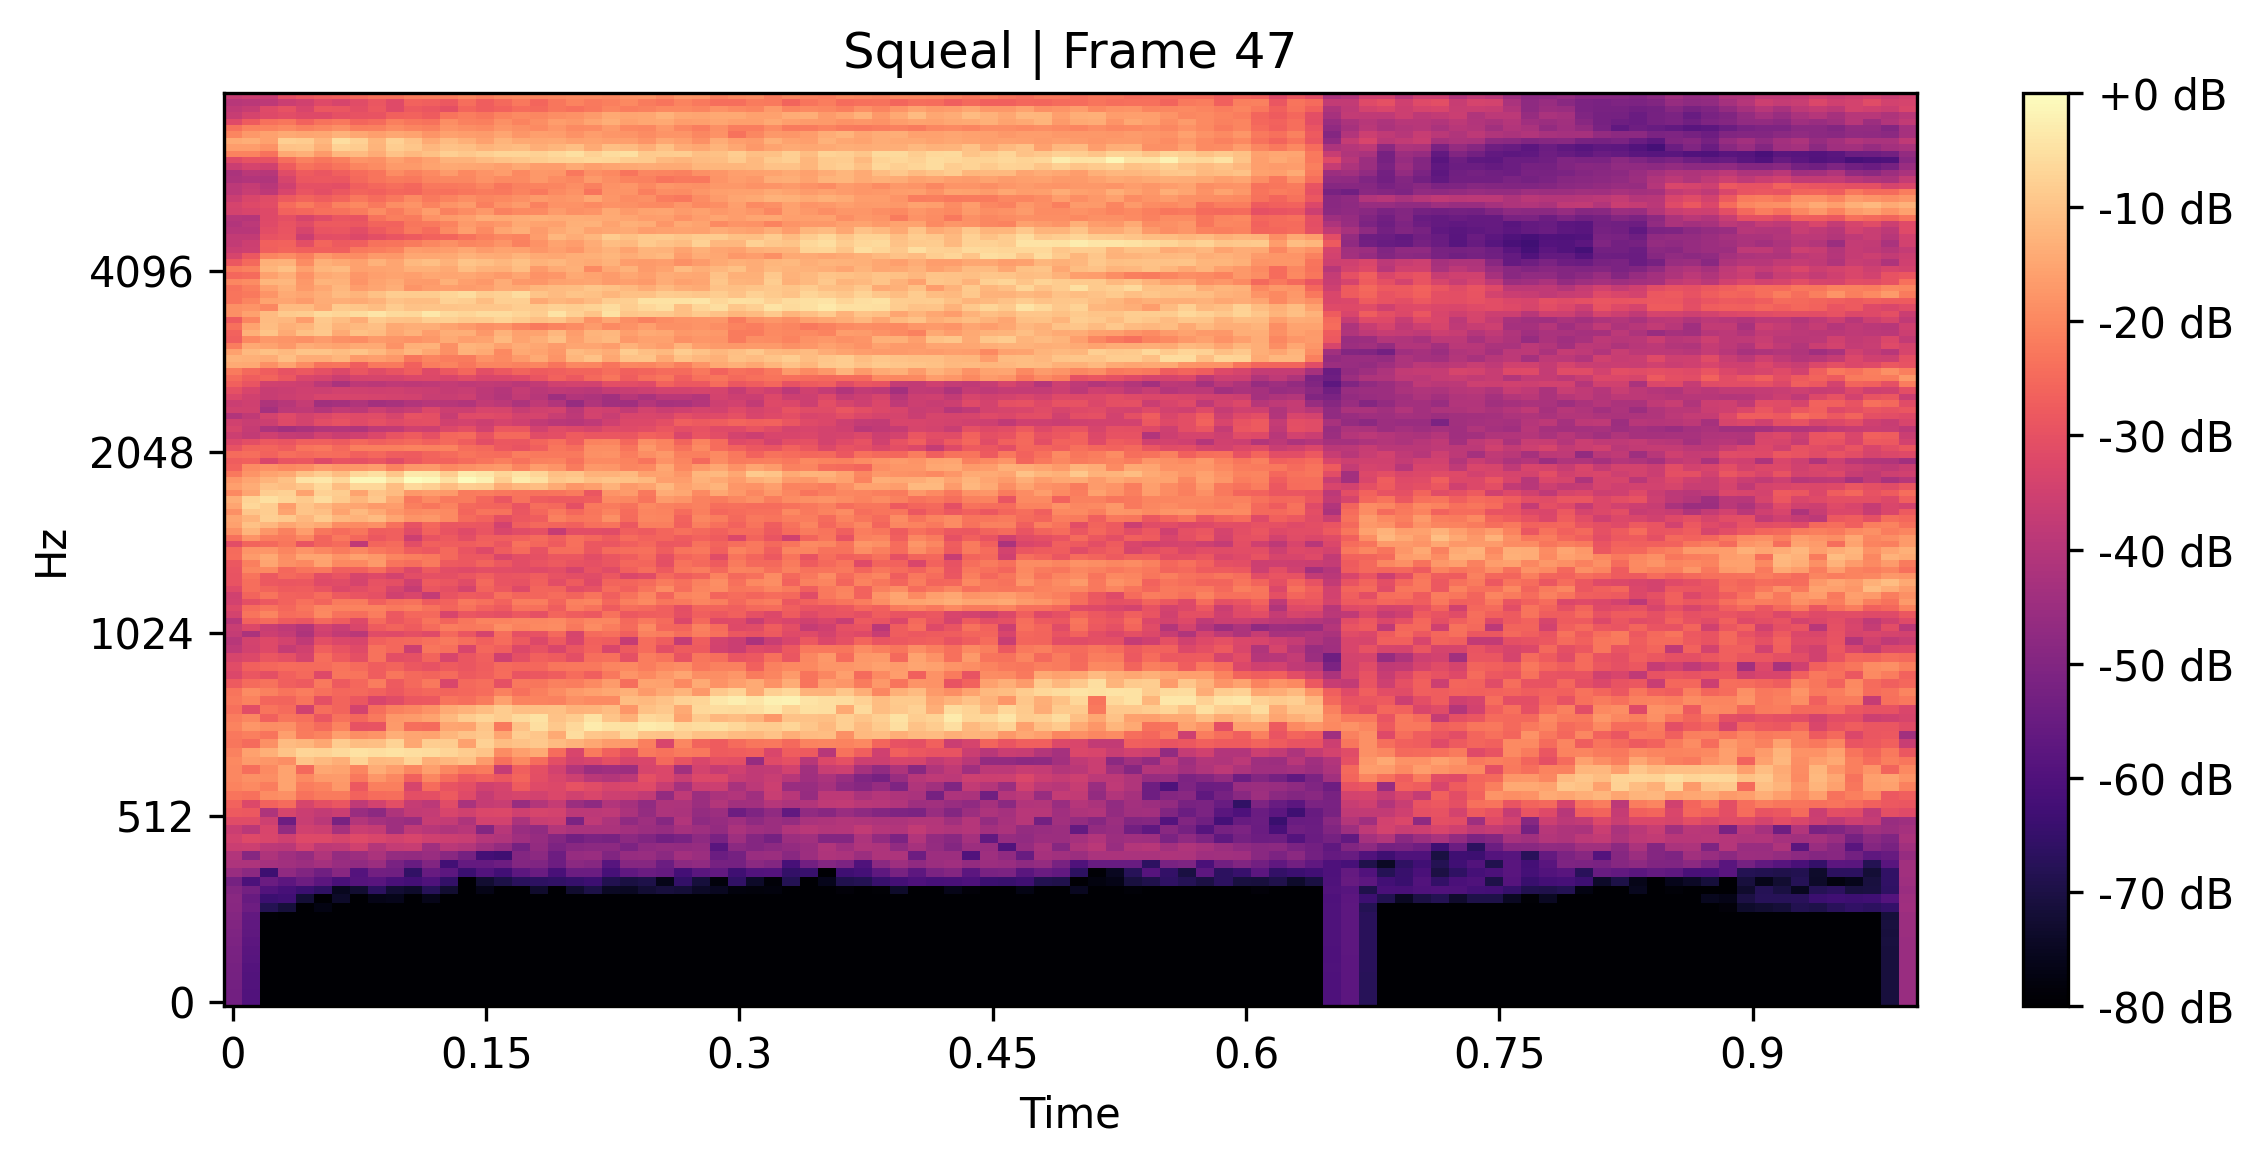 Squeal | Frame 47
+0 dB
-10 dB
-20 dB
-30 dB
-40 dB
-50 dB
-60 dB
-70 dB
-80 dB
Hz
4096
2048
1024
512
0
0 0.15 0.3 0.45 0.6 0.75 0.9
Time